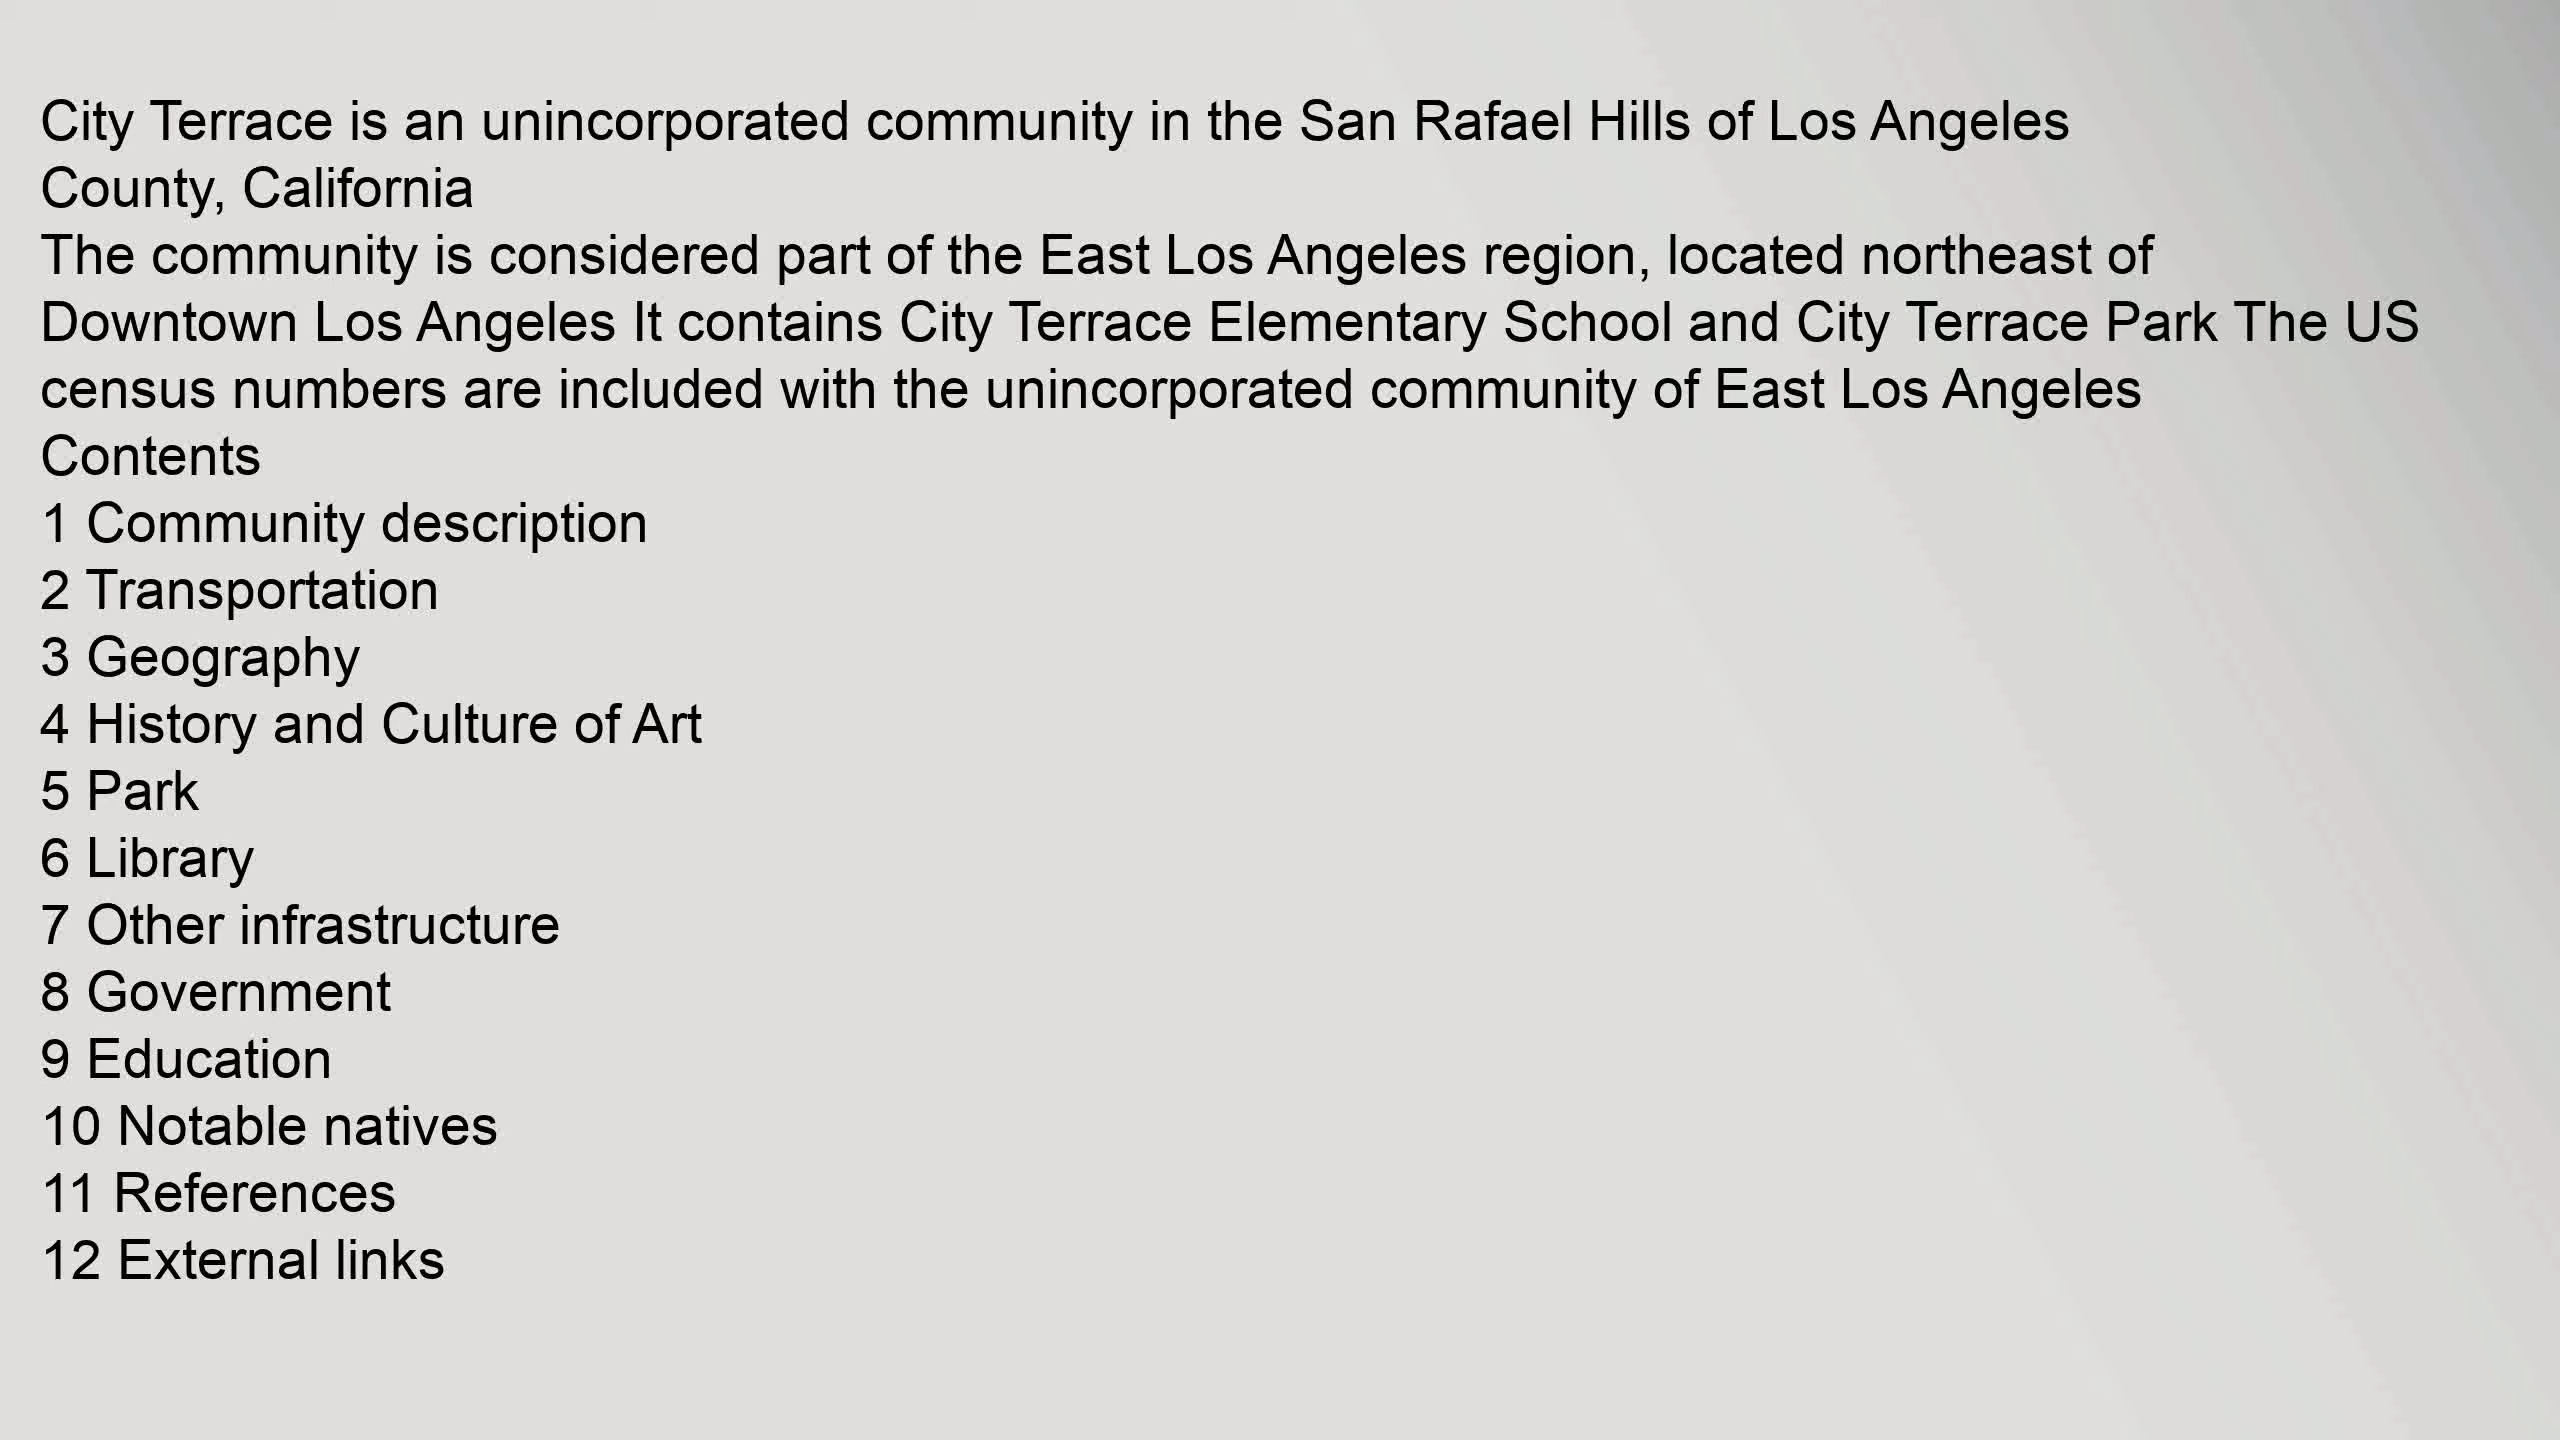 City Terrace is an unincorporated community in the San Rafael Hills of Los Angeles
County, California
The community is considered part of the East Los Angeles region, located northeast of
Downtown Los Angeles It contains City Terrace Elementary School and City Terrace Park The US
census numbers are included with the unincorporated community of East Los Angeles
Contents
1 Community description
2 Transportation
3 Geography
4 History and Culture of Art
5 Park
6 Library
7 Other infrastructure
8 Government
9 Education
10 Notable natives
11 References
12 External links